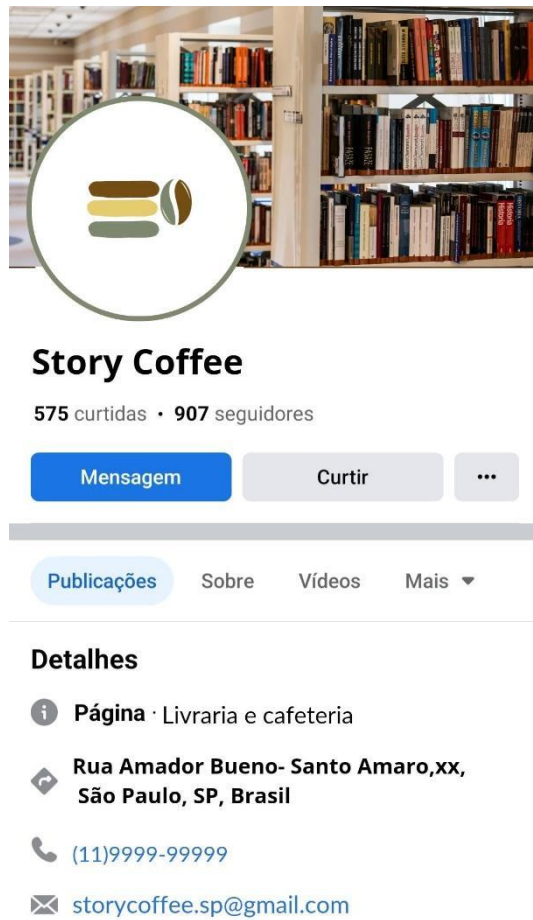 Story Coffee
575 curtidas • 907 seguidores
Mensagem
Curtir
•••
Publicações
Sobre
Vídeos
Mais
Detalhes
Página · Livraria e cafeteria
Rua Amador Bueno- Santo Amaro,xx,
São Paulo, SP, Brasil
(11)9999-99999
storycoffee.sp@gmail.com